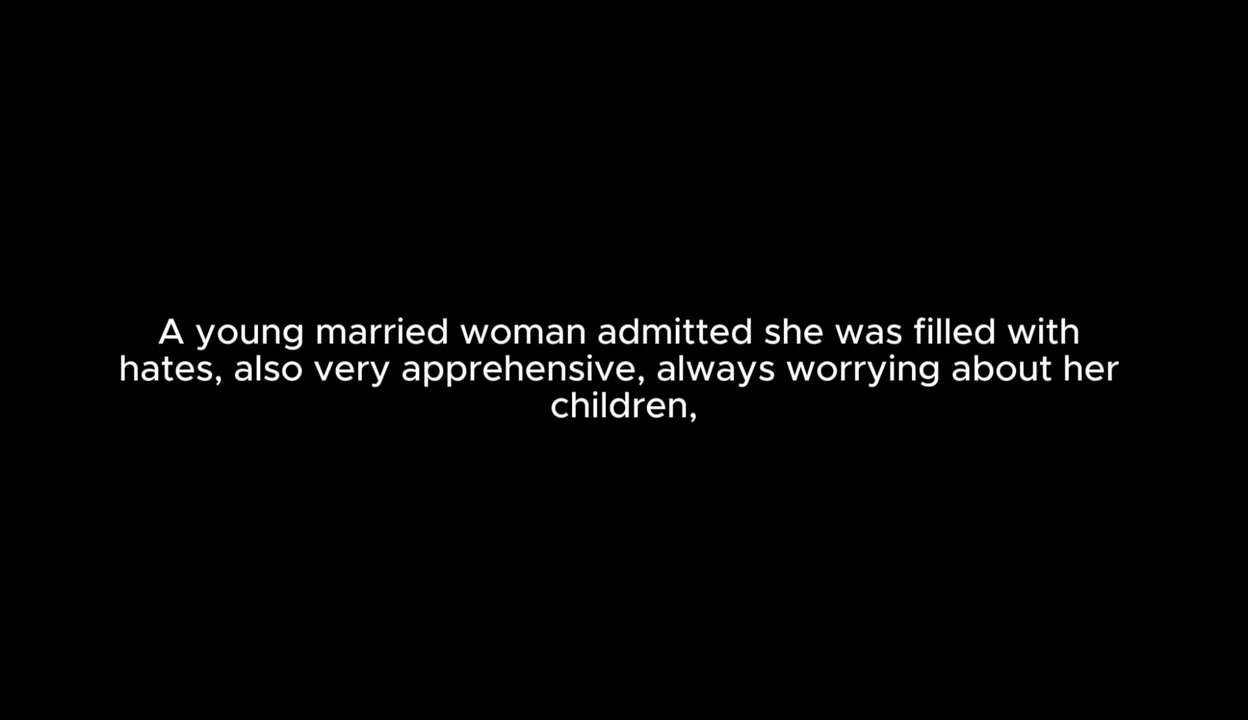 A young married woman admitted she was filled with
hates, also very apprehensive, always worrying about her
children,